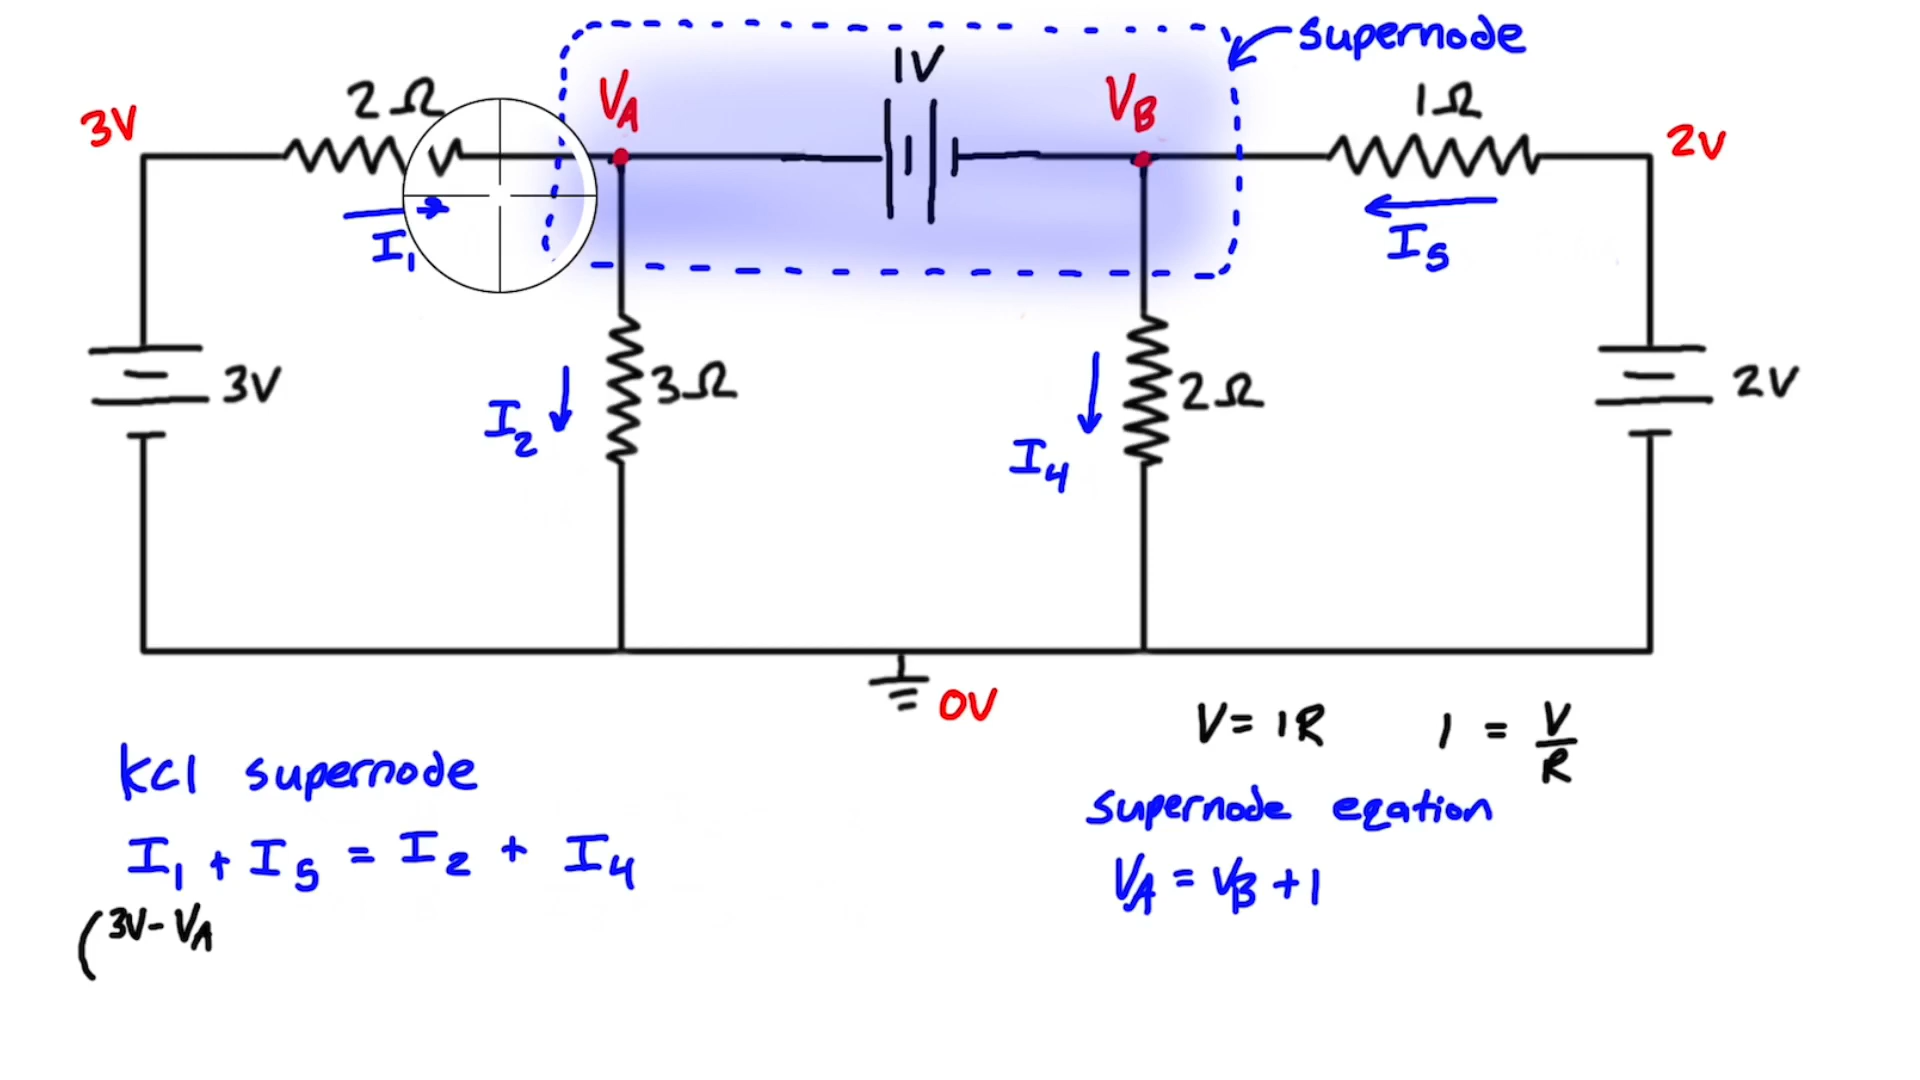 supernode
3V
2Ω
VA
1V
VB
1Ω
2V
I1
I5
3V
I2
3Ω
I4
2Ω
2V
0V
V = IR
I = V/R
KCl supernode
supernode eqation
I1 + I5 = I2 + I4
VA = VB + 1
(3V - VA